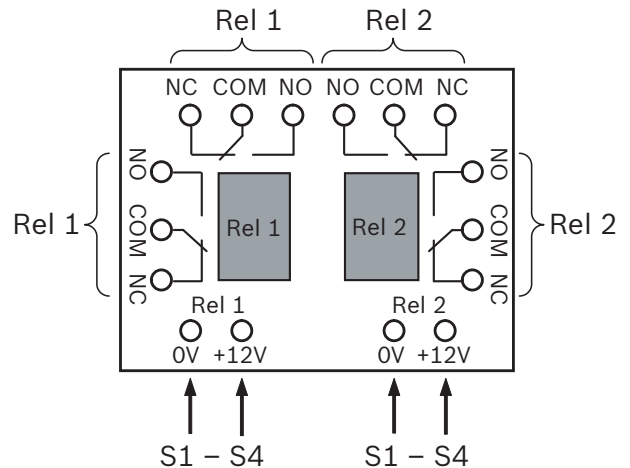 Rel 1 Rel 2
NC COM NO NO COM NC
NO
COM
NC
Rel 1
Rel 1
Rel 2
NO
COM
NC
Rel 2
Rel 1 Rel 2
0V +12V 0V +12V
S1 – S4 S1 – S4